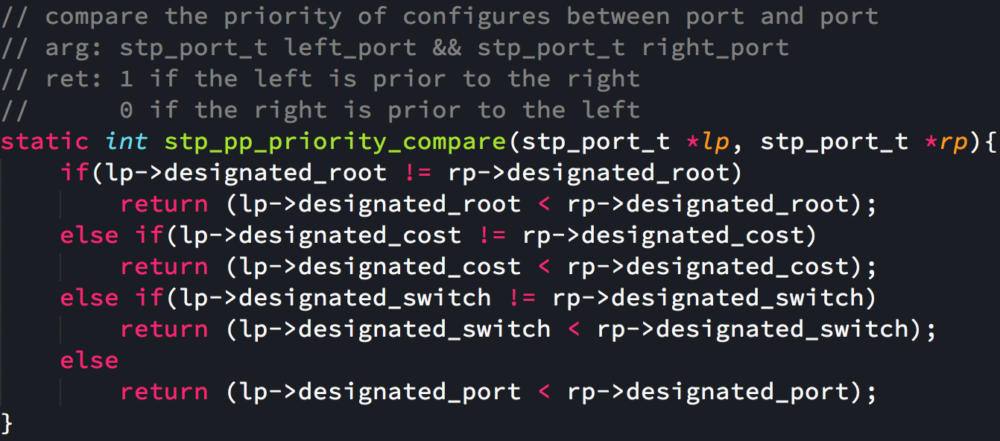 // compare the priority of configures between port and port
// arg: stp_port_t left_port && stp_port_t right_port
// ret: 1 if the left is prior to the right
//      0 if the right is prior to the left
static int stp_pp_priority_compare(stp_port_t *lp, stp_port_t *rp){
    if(lp->designated_root != rp->designated_root)
        return (lp->designated_root < rp->designated_root);
    else if(lp->designated_cost != rp->designated_cost)
        return (lp->designated_cost < rp->designated_cost);
    else if(lp->designated_switch != rp->designated_switch)
        return (lp->designated_switch < rp->designated_switch);
    else
        return (lp->designated_port < rp->designated_port);
}